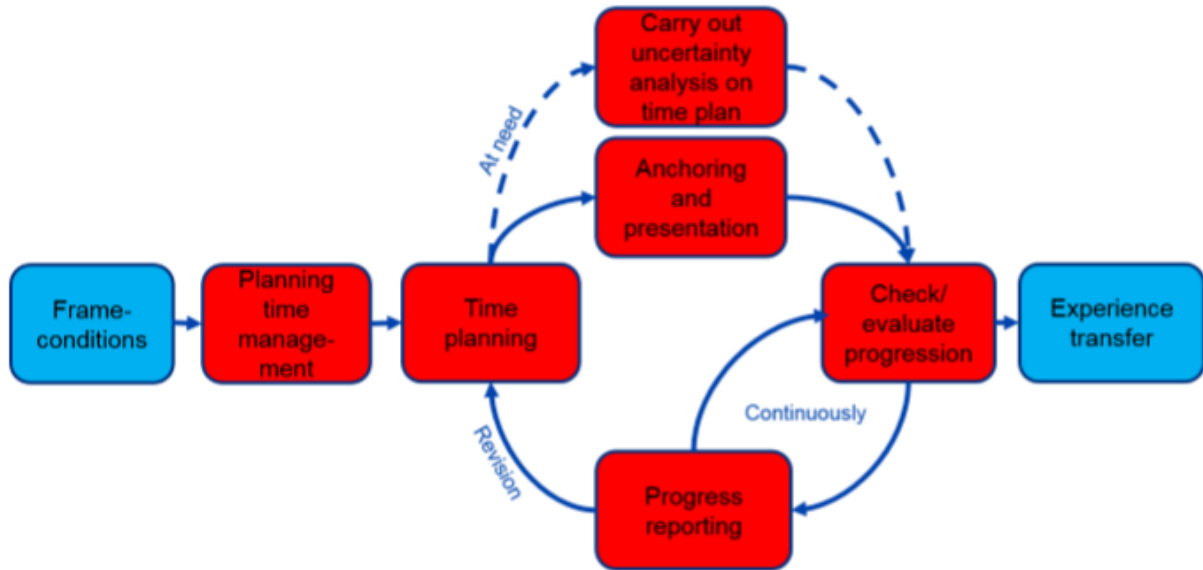 Carry out
uncertainty
analysis on
time plan
At need
Anchoring
and
presentation
Frame-
conditions
Planning
time
manage-
ment
Time
planning
Check/
evaluate
progression
Experience
transfer
Continuously
Revision
Progress
reporting